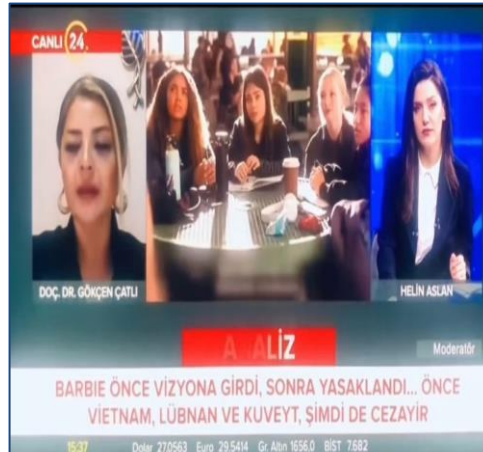 CANLI 24
DOÇ. DR. GÖKÇEN ÇATLI
HELİN ASLAN
Moderatör
BARBIE ÖNCE VİZYONA GİRDİ, SONRA YASAKLANDI... ÖNCE
VİETNAM, LÜBNAN VE KUVEYT, ŞİMDİ DE CEZAYİR
15:37 Dolar 27.0563 Euro 29.5414 Gr. Altın 1656.0 BİST 7.682